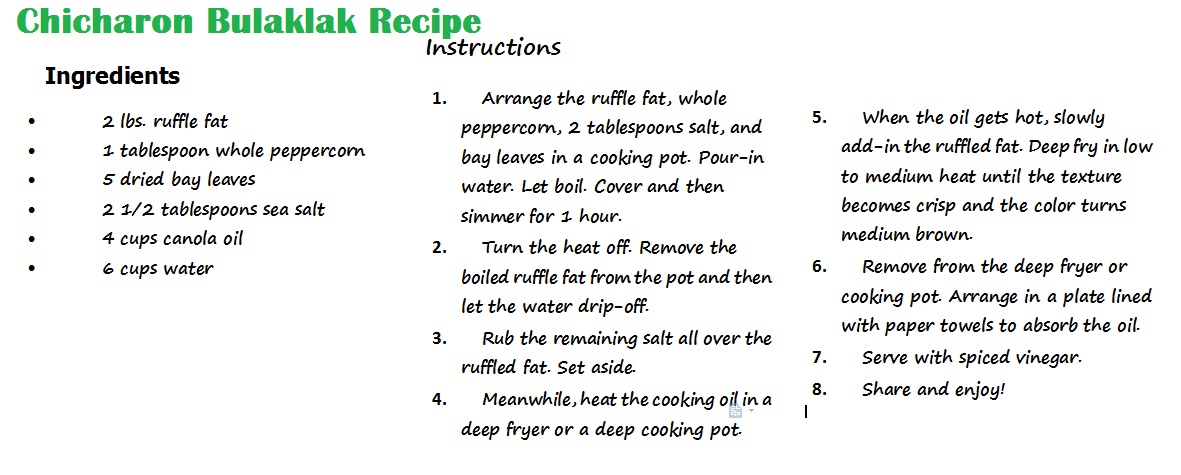 Chicharon Bulaklak Recipe
Ingredients
• 2 lbs. ruffle fat
• 1 tablespoon whole peppercorn
• 5 dried bay leaves
• 2 1/2 tablespoons sea salt
• 4 cups canola oil
• 6 cups water
Instructions
1. Arrange the ruffle fat, whole
peppercorn, 2 tablespoons salt, and
bay leaves in a cooking pot. Pour-in
water. Let boil. Cover and then
simmer for 1 hour.
2. Turn the heat off. Remove the
boiled ruffle fat from the pot and then
let the water drip-off.
3. Rub the remaining salt all over the
ruffled fat. Set aside.
4. Meanwhile, heat the cooking oil in a
deep fryer or a deep cooking pot.
5. When the oil gets hot, slowly
add-in the ruffled fat. Deep fry in low
to medium heat until the texture
becomes crisp and the color turns
medium brown.
6. Remove from the deep fryer or
cooking pot. Arrange in a plate lined
with paper towels to absorb the oil.
7. Serve with spiced vinegar.
8. Share and enjoy!